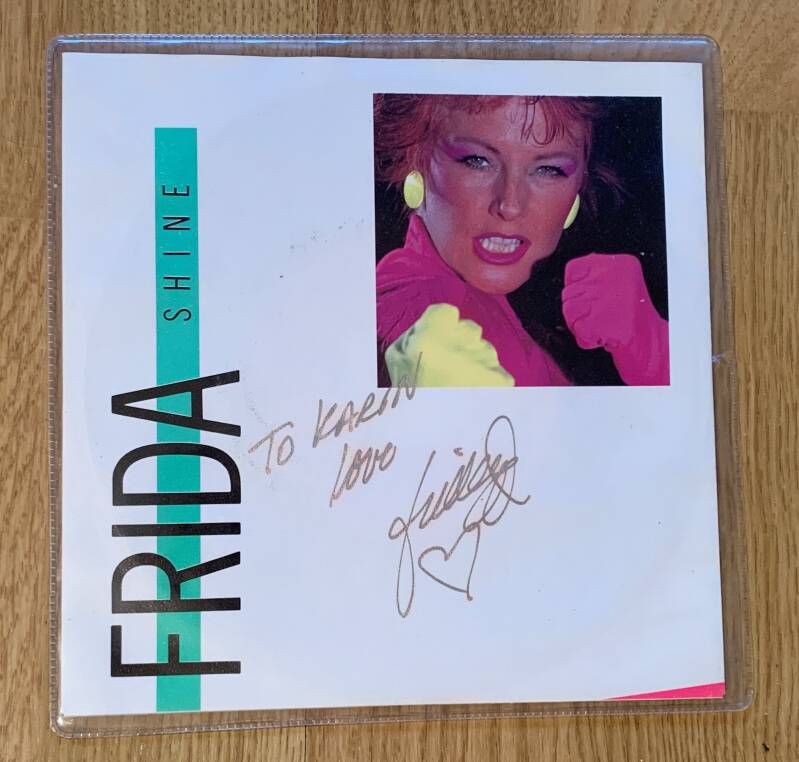 FRIDA SHINE
TO KARIN
LOVE
Frida